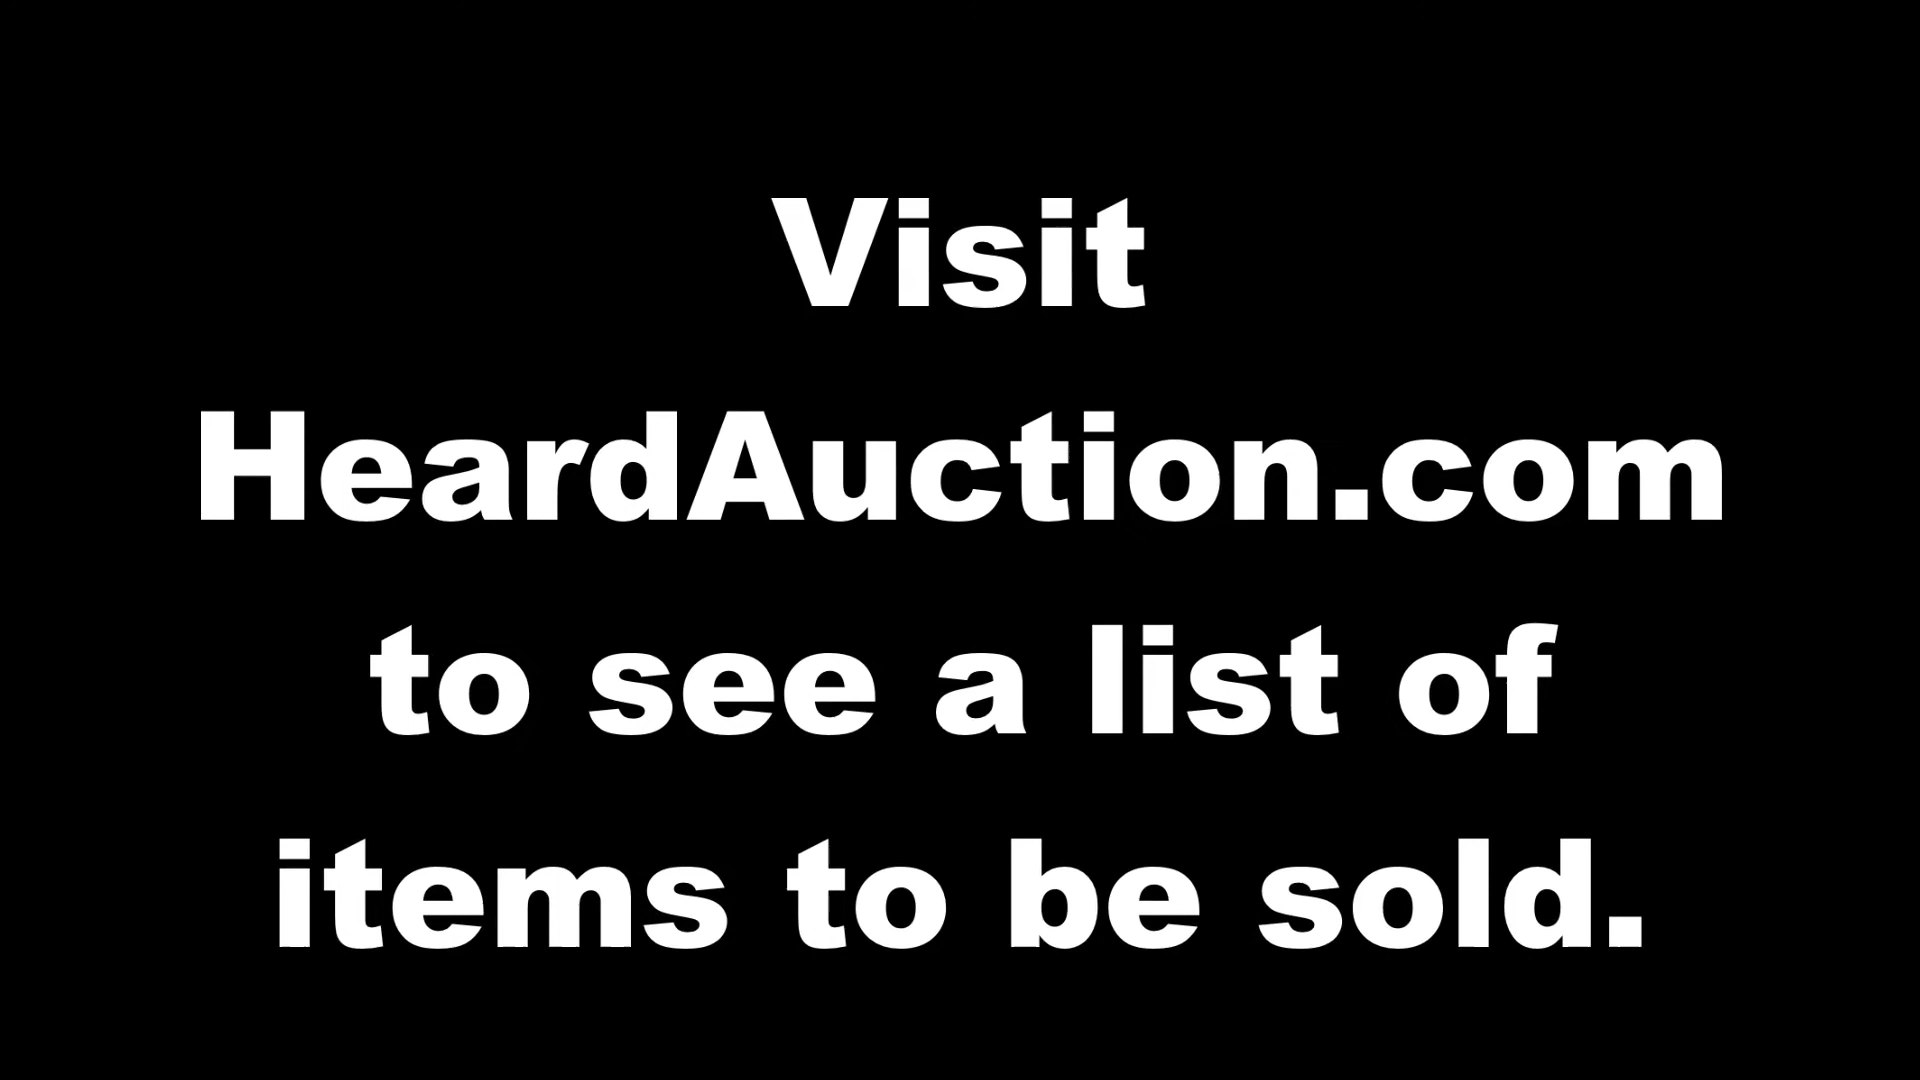 Visit
HeardAuction.com
to see a list of
items to be sold.